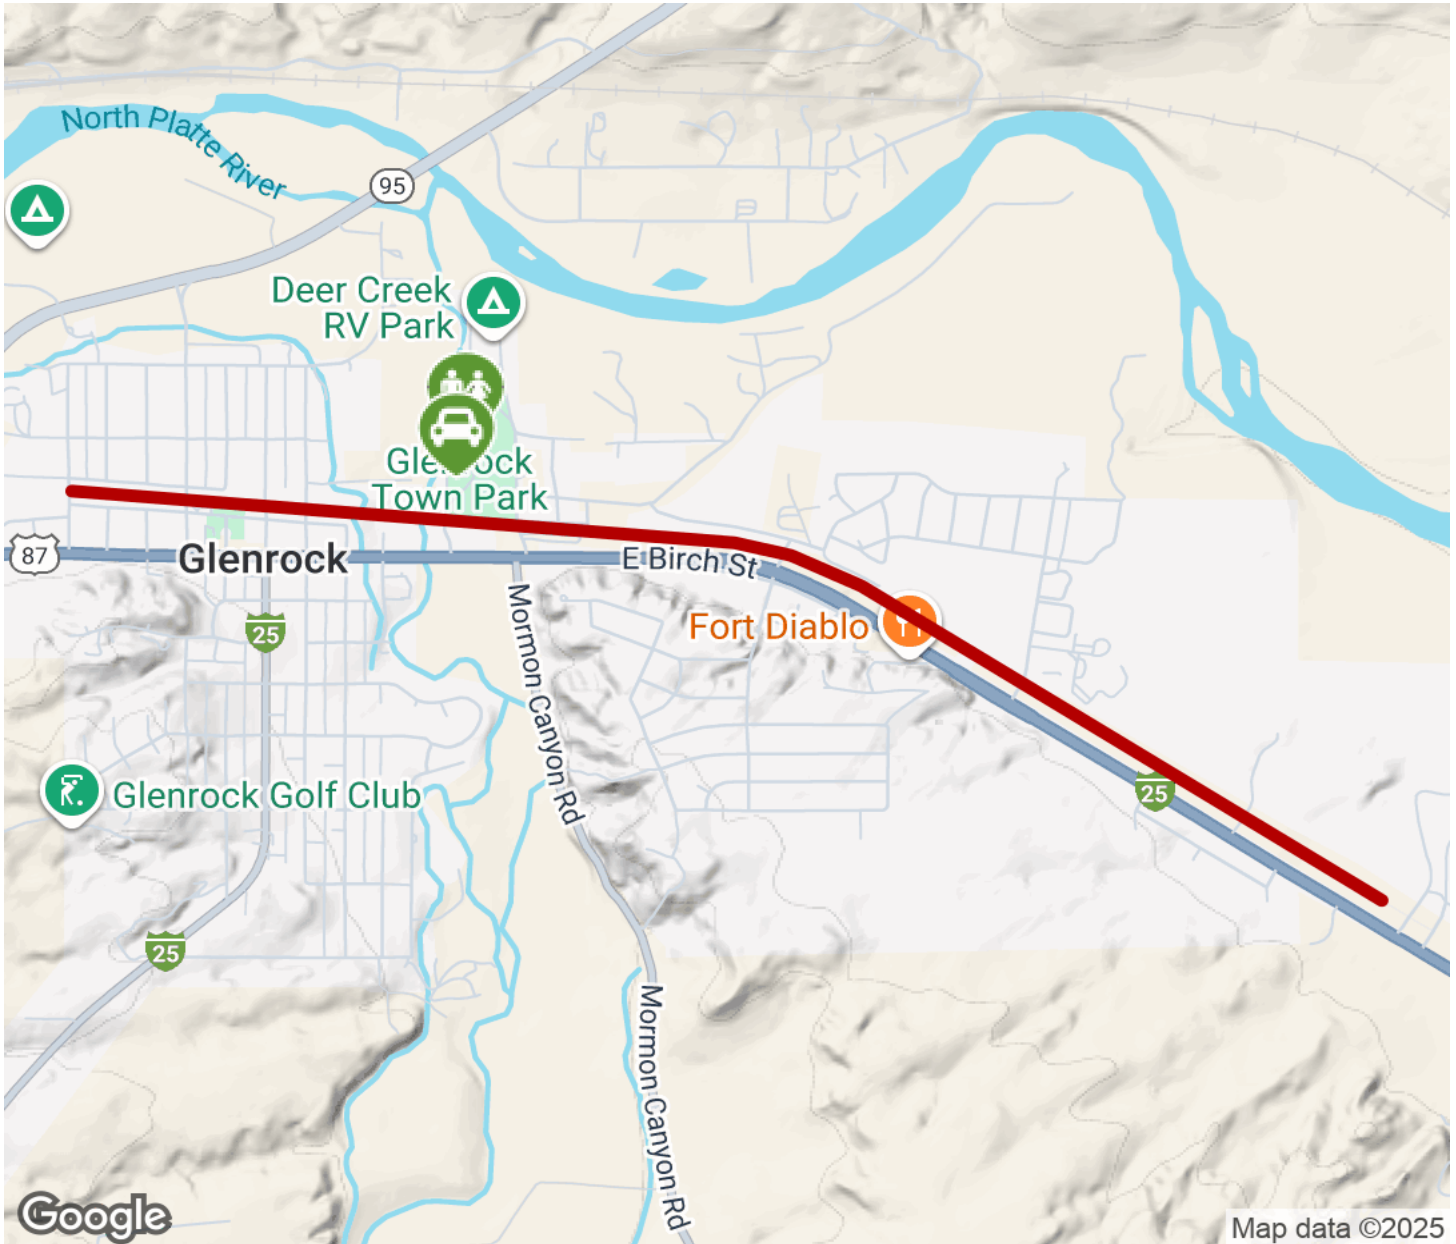 North Platte River
95
Deer Creek
RV Park
Glenrock
Town Park
87
Glenrock
E Birch St
25
Fort Diablo
Mormon Canyon Rd
25
Glenrock Golf Club
25
Mormon Canyon Rd
Google
Map data ©2025